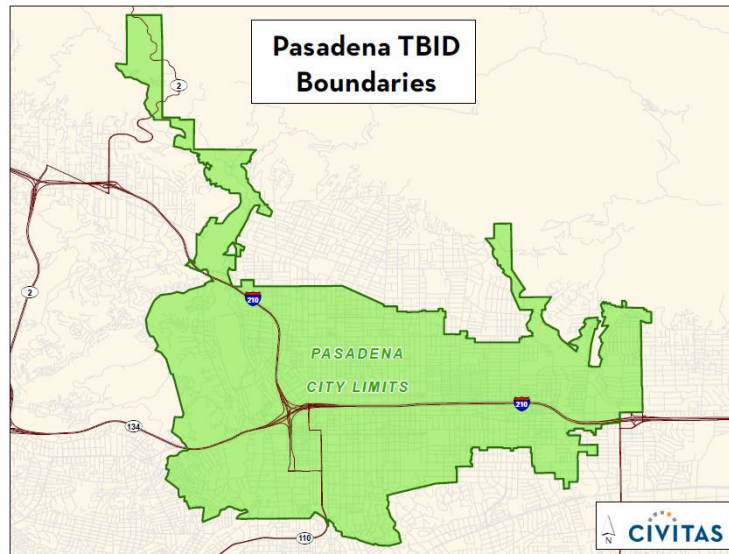 Pasadena TBID
Boundaries
2
2
210
PASADENA
CITY LIMITS
210
134
110
N
CIVITAS